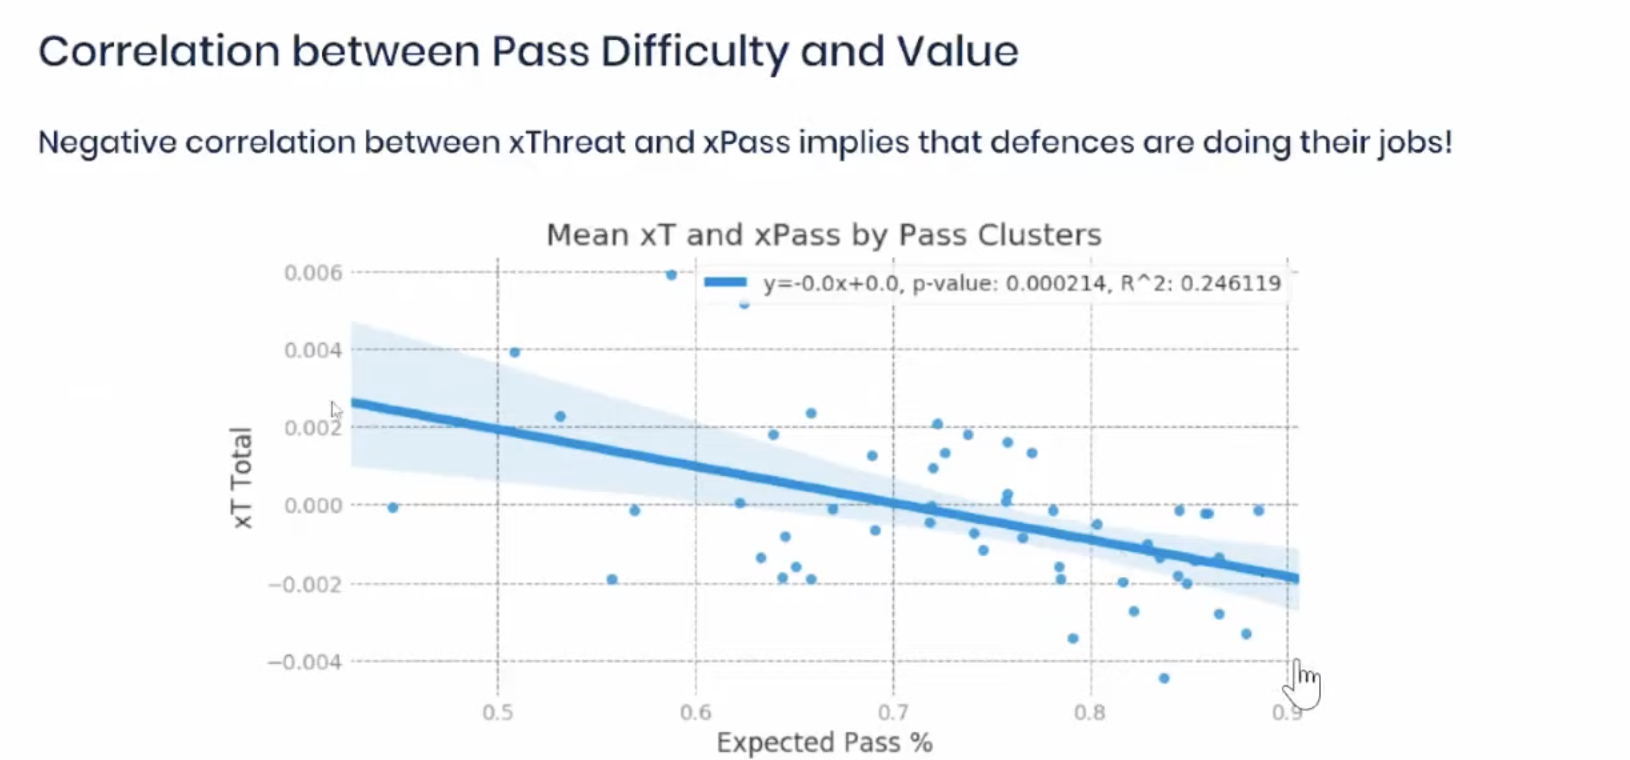 Correlation between Pass Difficulty and Value
Negative correlation between xThreat and xPass implies that defences are doing their jobs!
Mean xT and xPass by Pass Clusters
y=-0.0x+0.0, p-value: 0.000214, R^2: 0.246119
0.006
0.004
0.002
0.000
−0.002
−0.004
xT Total
0.5 0.6 0.7 0.8 0.9
Expected Pass %